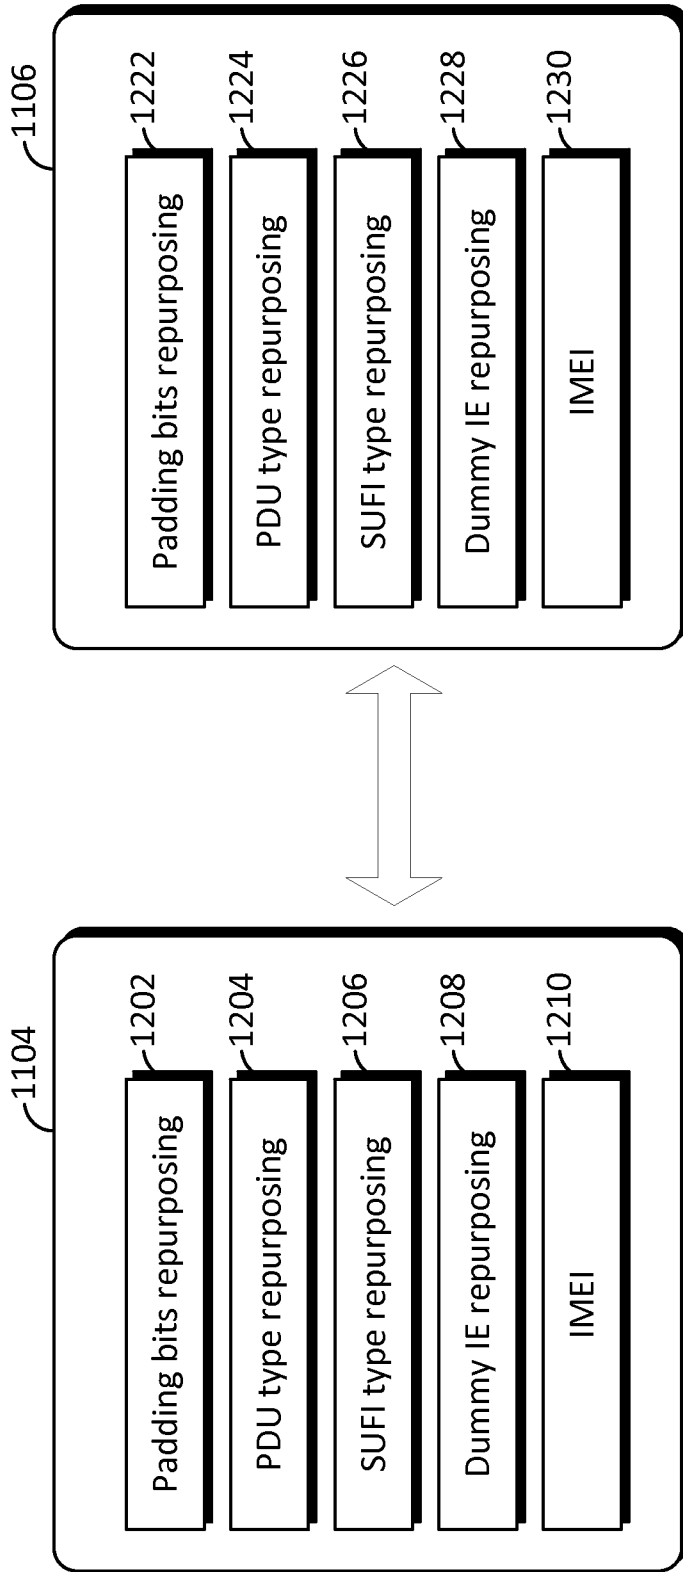 1104
Padding bits repurposing
1202
PDU type repurposing
1204
SUFI type repurposing
1206
Dummy IE repurposing
1208
IMEI
1210
1106
Padding bits repurposing
1222
PDU type repurposing
1224
SUFI type repurposing
1226
Dummy IE repurposing
1228
IMEI
1230